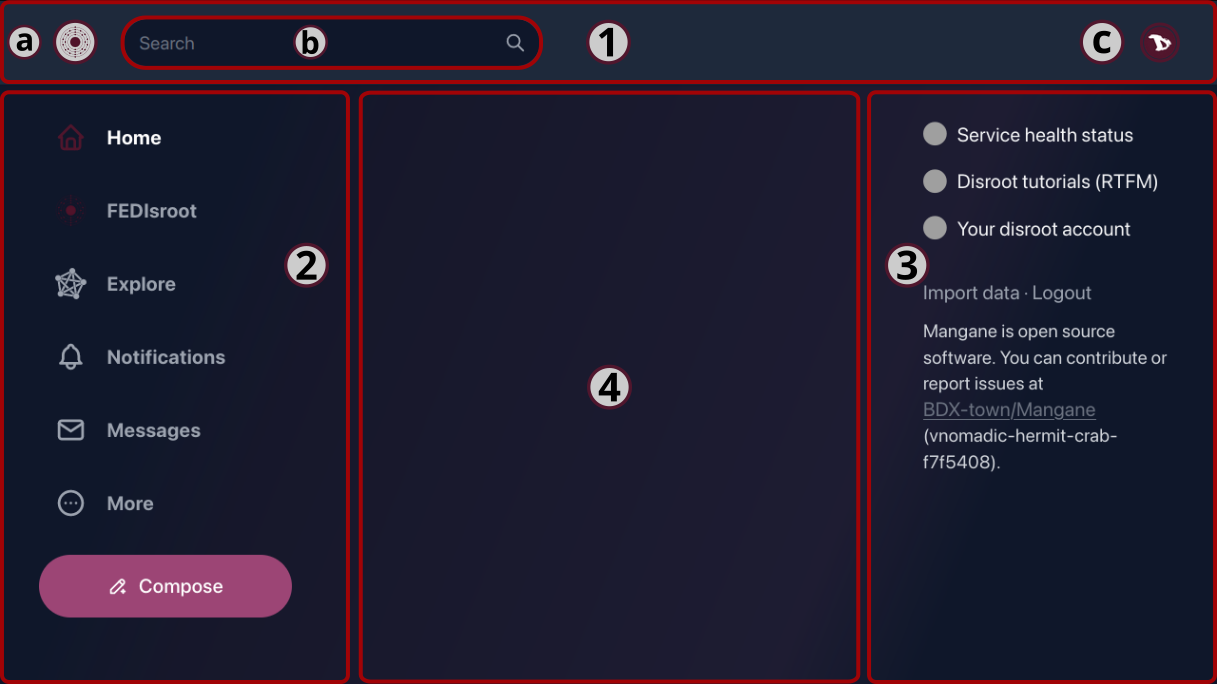 a
Search
b
1
c
Home
FEDIsroot
Explore
2
Notifications
Messages
More
Compose
4
Service health status
Disroot tutorials (RTFM)
Your disroot account
3
Import data · Logout
Mangane is open source
software. You can contribute or
report issues at
BDX-town/Mangane
(vnomadic-hermit-crab-
f7f5408).